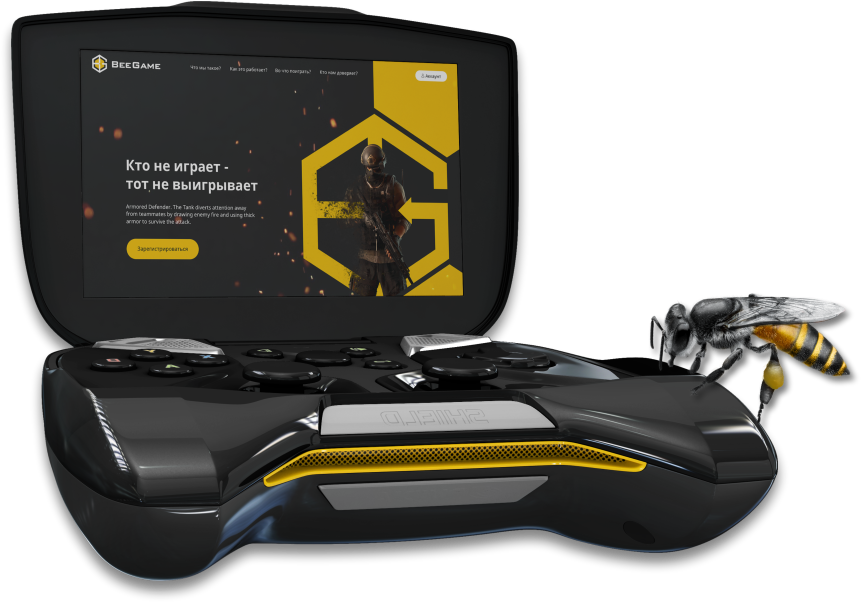 BeeGame
Что мы такое? Как это работает? Во что поиграть? Кто нам доверяет?
Аккаунт
Кто не играет -
тот не выигрывает
Armored Defender. The Tank diverts attention away
from teammates by drawing enemy fire and using thick
armor to survive the attack.
Зарегистрироваться
SHIELD